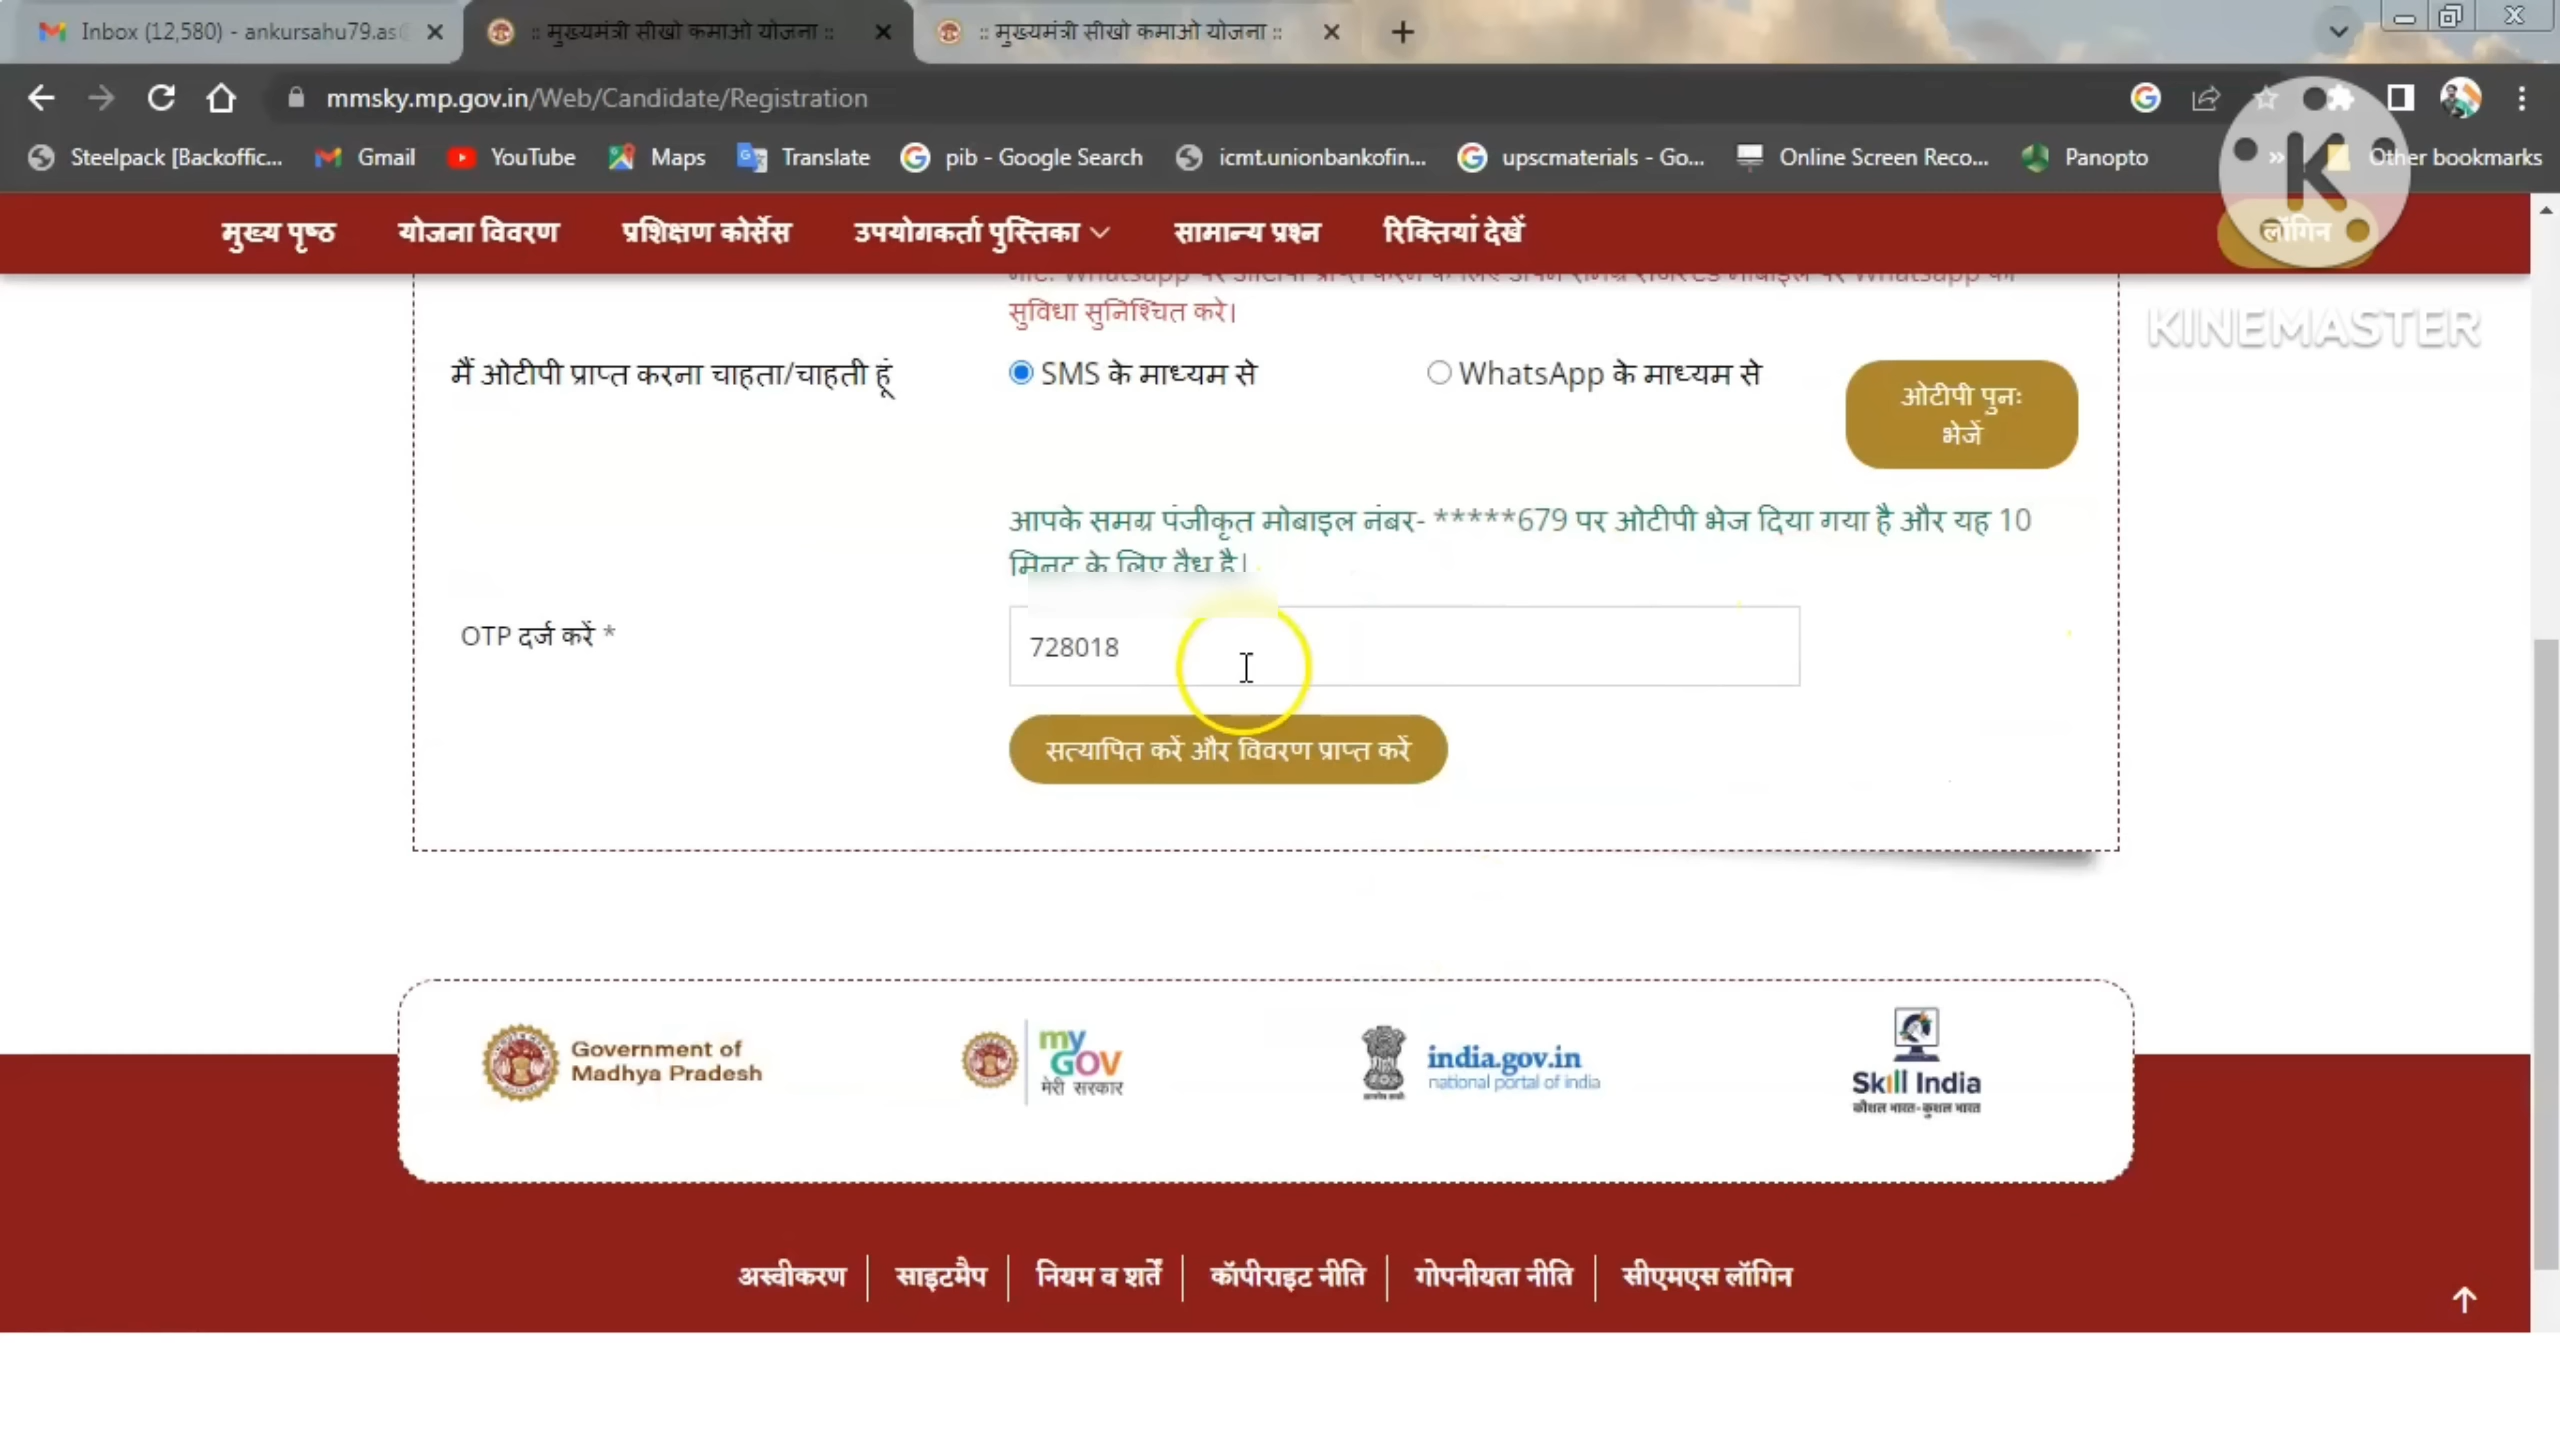 Inbox (12,580) - ankursahu79.as
:: मुख्यमंत्री सीखो कमाओ योजना ::
:: मुख्यमंत्री सीखो कमाओ योजना ::
mmsky.mp.gov.in/Web/Candidate/Registration
Steelpack [Backoffic... Gmail YouTube Maps Translate pib - Google Search icmt.unionbankofin... upscmaterials - Go... Online Screen Reco... Panopto » Other bookmarks
K
मुख्य पृष्ठ योजना विवरण प्रशिक्षण कोर्सेस उपयोगकर्ता पुस्तिका सामान्य प्रश्न रिक्तियां देखें लॉगिन
KINEMASTER
सुविधा सुनिश्चित करे।
मैं ओटीपी प्राप्त करना चाहता/चाहती हूं SMS के माध्यम से WhatsApp के माध्यम से
ओटीपी पुनः
भेजें
आपके समग्र पंजीकृत मोबाइल नंबर- *****679 पर ओटीपी भेज दिया गया है और यह 10
मिनट के लिए वैध है।
OTP दर्ज करें * 728018
सत्यापित करें और विवरण प्राप्त करें
Government of
Madhya Pradesh
my
GOV
मेरी सरकार
india.gov.in
national portal of india
Skill India
कौशल भारत-कुशल भारत
अस्वीकरण साइटमैप नियम व शर्तें कॉपीराइट नीति गोपनीयता नीति सीएमएस लॉगिन